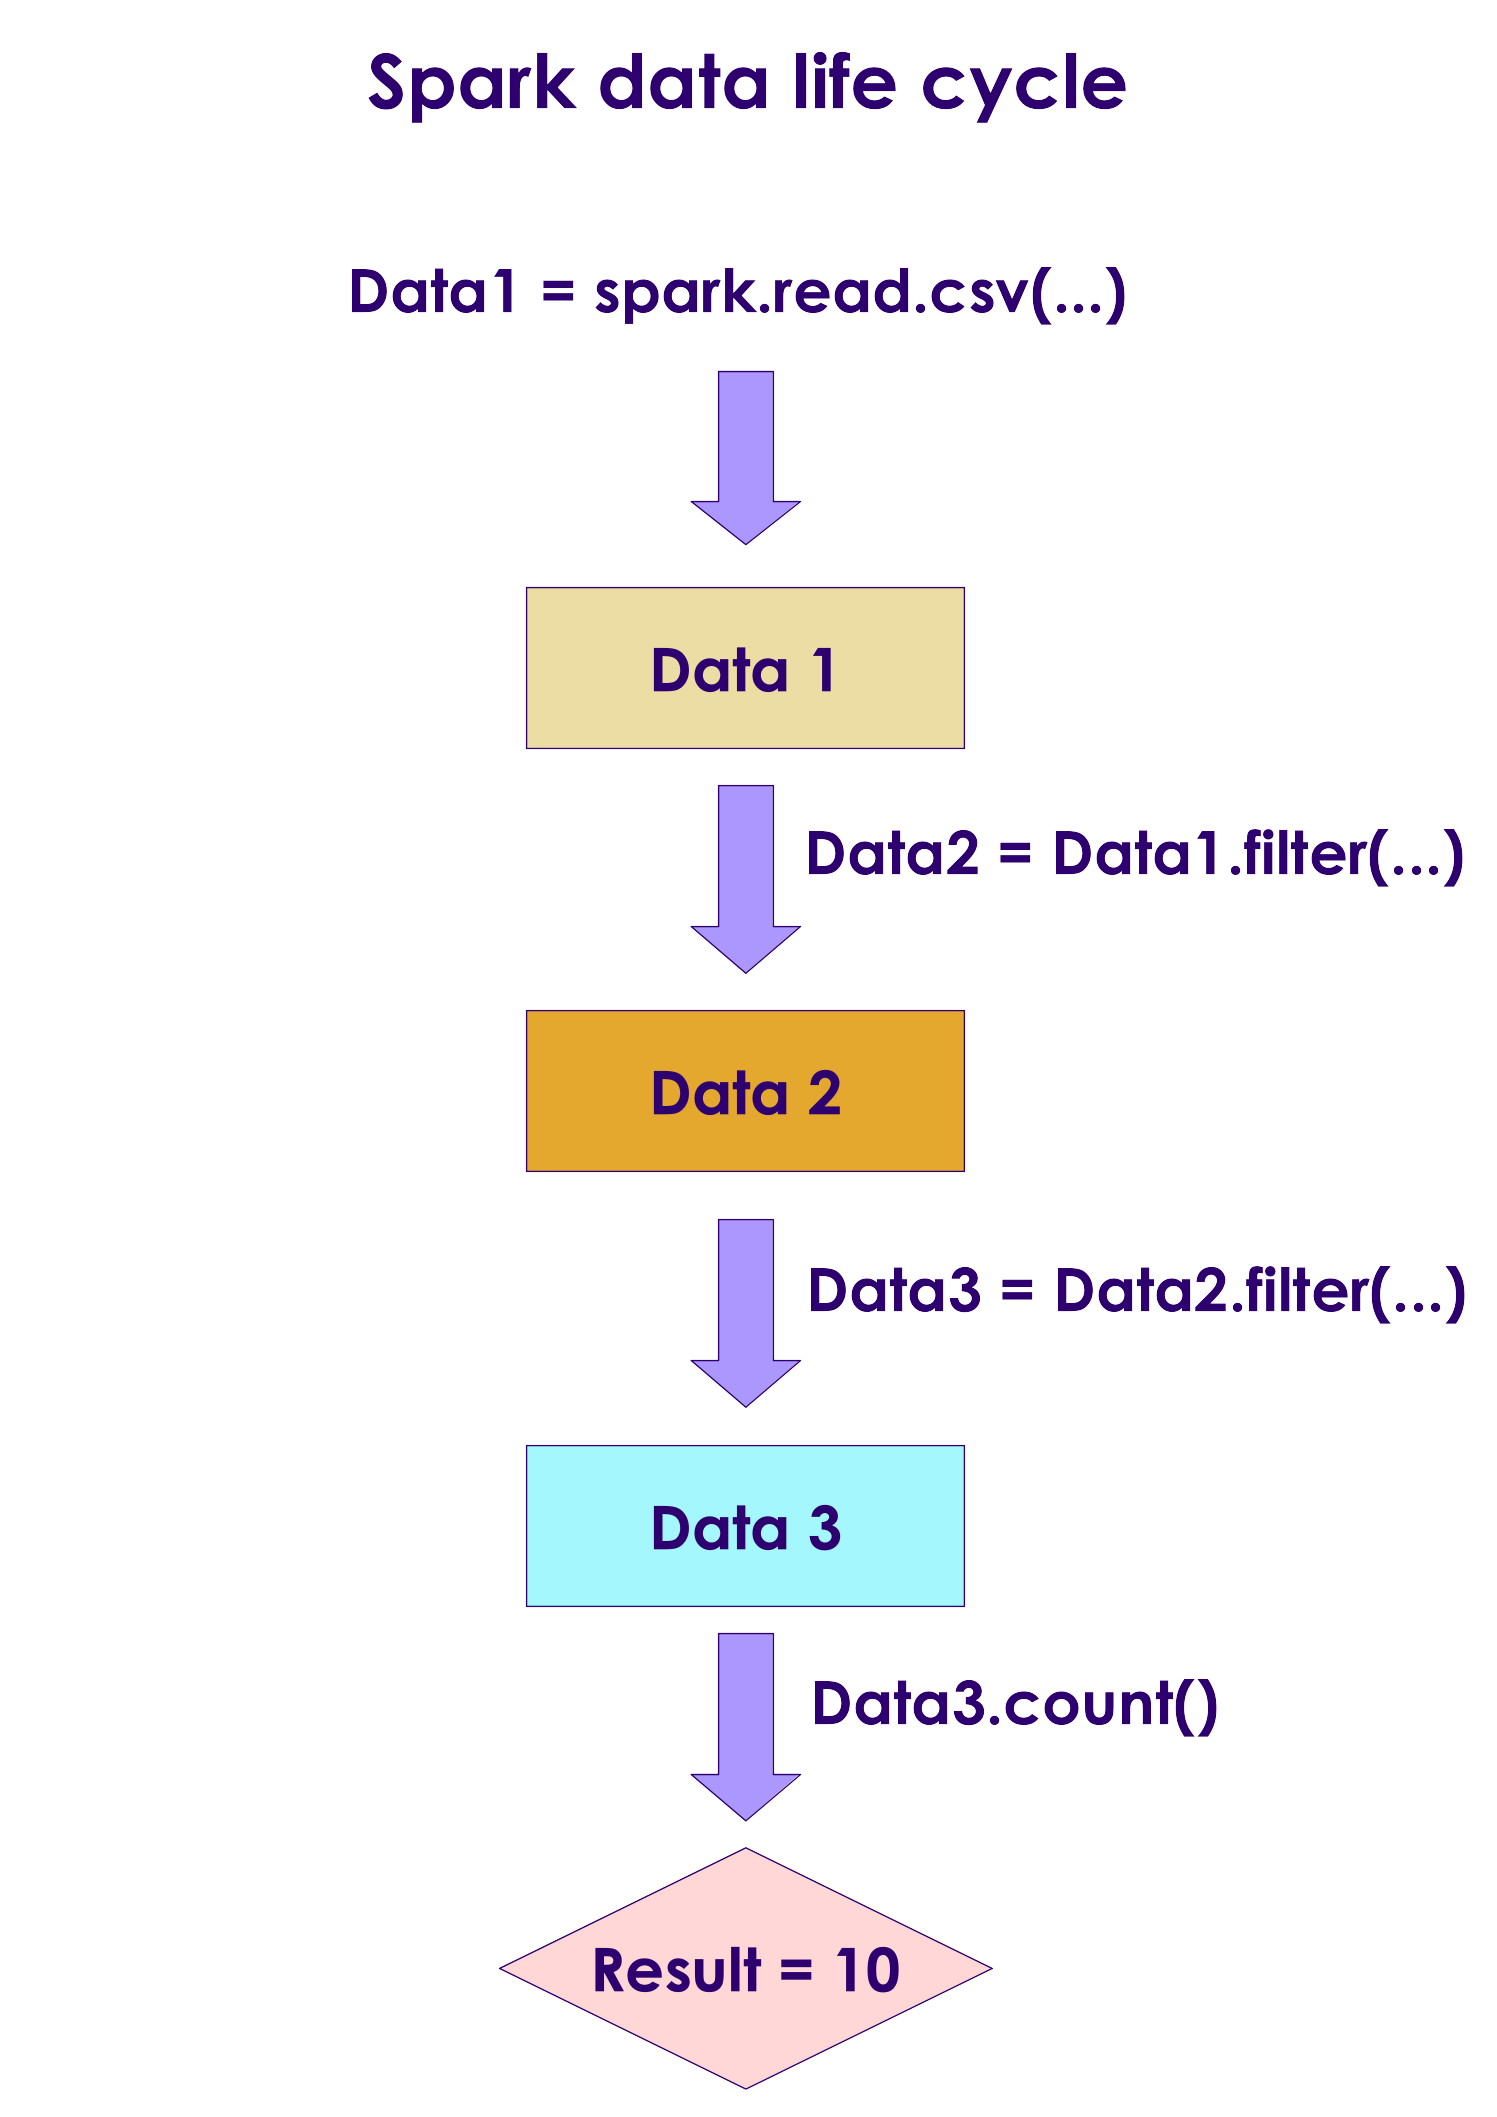 Spark data life cycle
Data1 = spark.read.csv(...)
Data 1
Data2 = Data1.filter(...)
Data 2
Data3 = Data2.filter(...)
Data 3
Data3.count()
Result = 10